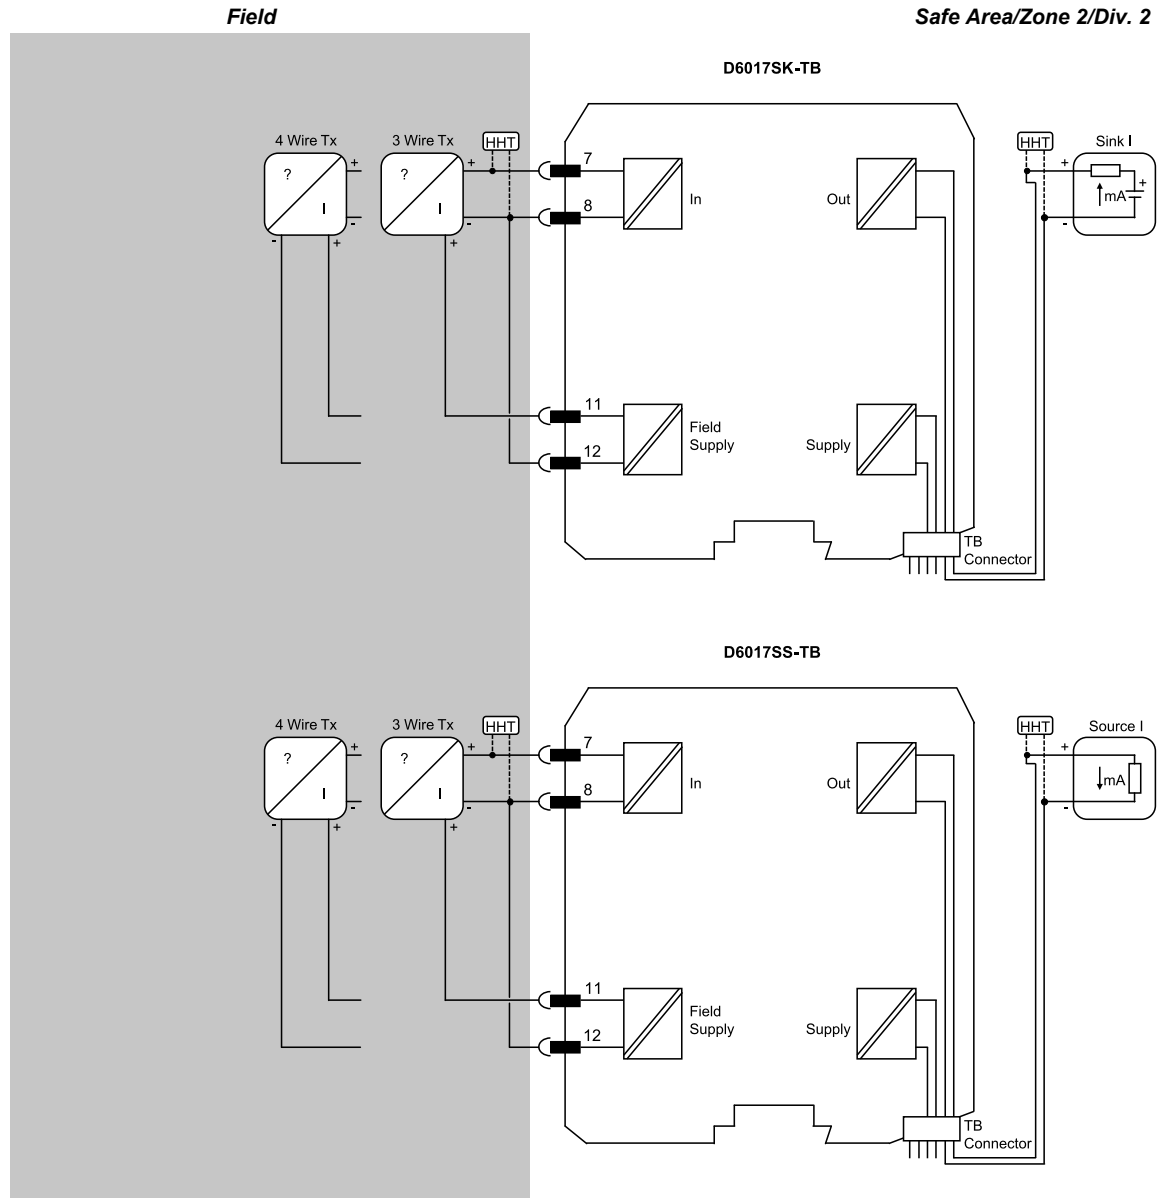 Field
Safe Area/Zone 2/Div. 2
D6017SK-TB
4 Wire Tx
3 Wire Tx
HHT
HHT
Sink I
+
+
7
+
?
?
In
Out
mA
+
I
I
8
-
-
-
-
+
+
11
Field
Supply
Supply
12
TB
Connector
D6017SS-TB
4 Wire Tx
3 Wire Tx
HHT
HHT
Source I
+
+
7
+
?
?
In
Out
mA
I
I
8
-
-
-
-
+
+
11
Field
Supply
Supply
12
TB
Connector